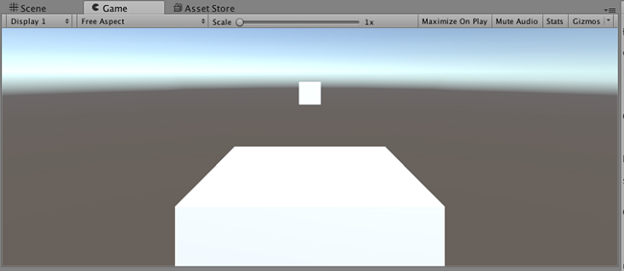 Scene Game Asset Store
Display 1 Free Aspect Scale 1x Maximize On Play Mute Audio Stats Gizmos